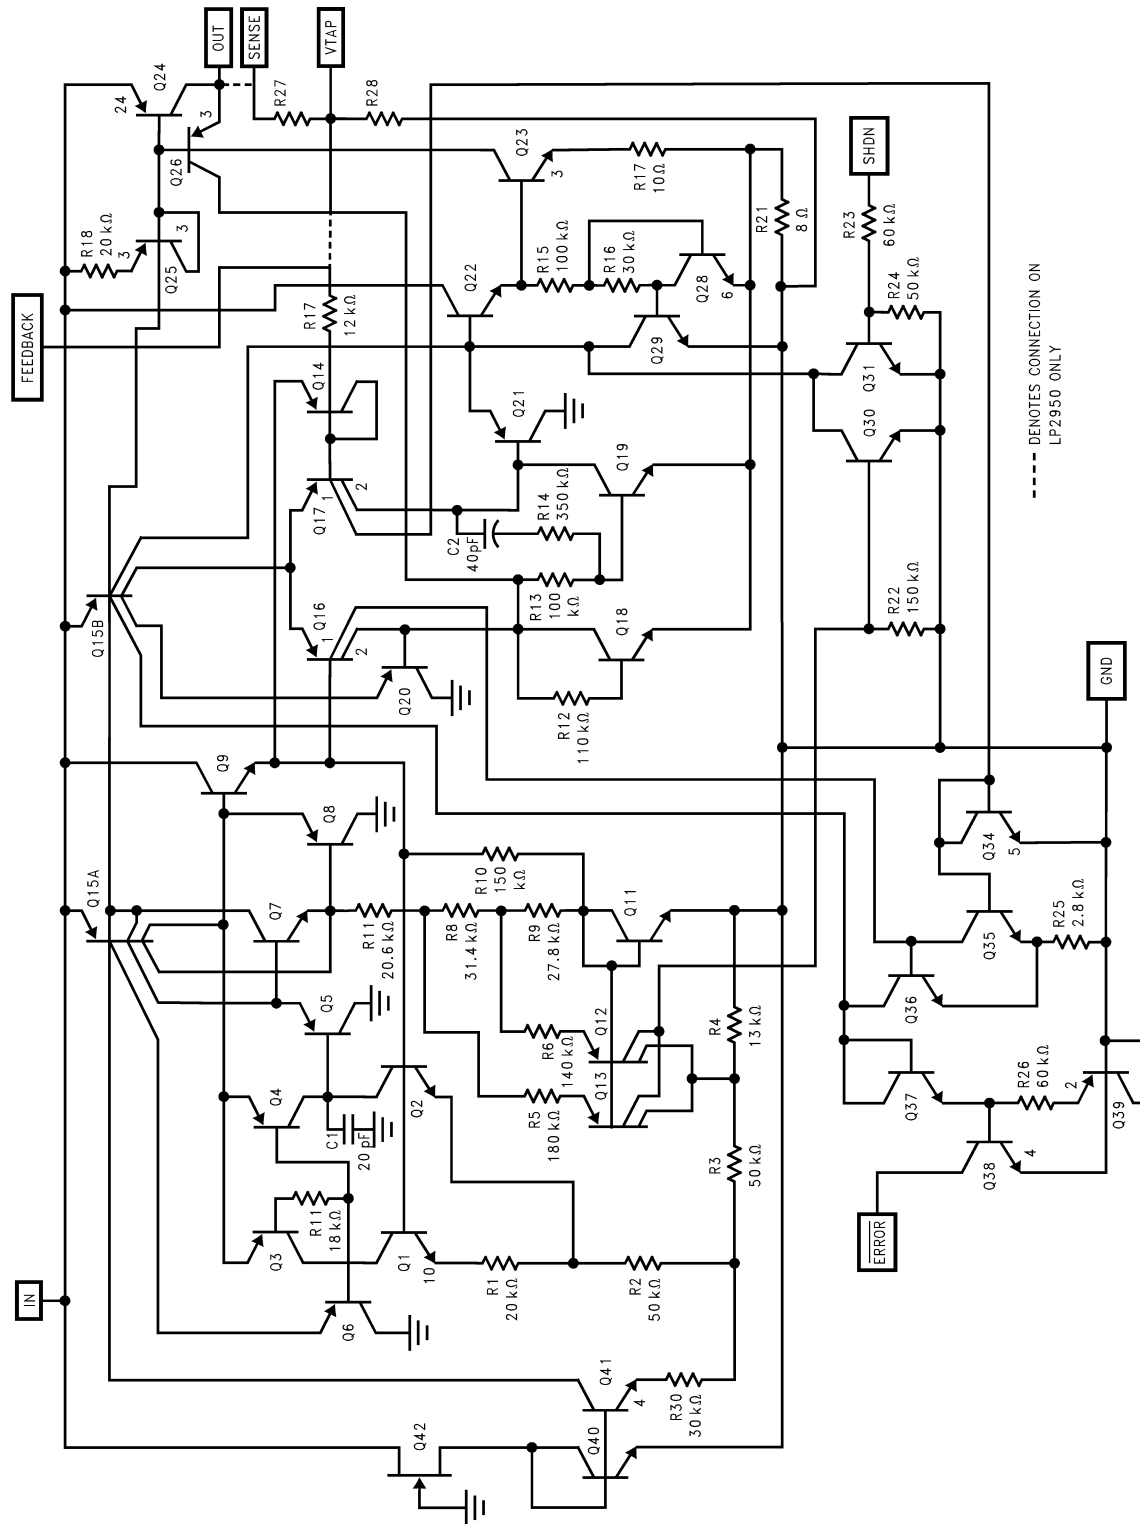 IN
FEEDBACK
Q15A
Q15B
R18
20 kΩ
3
Q25
3
24
Q24
Q26
3
OUT
SENSE
Q9
Q7
Q3
Q4
R11
18 kΩ
Q5
Q8
Q6
C1
20 pF
Q16
1
2
Q17
1
2
Q14
R17
12 kΩ
R27
VTAP
R28
R11
20.6 kΩ
Q42
Q1
10
Q2
Q20
C2
40pF
Q22
R8
31.4 kΩ
R10
150
kΩ
R1
20 kΩ
Q21
Q23
3
R5
180 kΩ
R6
140 kΩ
R9
27.8 kΩ
R12
110 kΩ
R13
100
kΩ
R14
350 kΩ
R15
100 kΩ
Q40
Q41
4
Q13
Q12
Q11
Q18
Q19
R16
30 kΩ
R2
50 kΩ
R17
10Ω
Q29
R30
30 kΩ
Q28
6
R3
50 kΩ
R4
13 kΩ
R21
8 Ω
SHDN
R23
60 kΩ
Q30
Q31
R22
150 kΩ
R24
50 kΩ
ERROR
Q37
Q36
Q38
4
Q35
Q34
5
R26
60 kΩ
2
R25
2.8 kΩ
Q39
GND
DENOTES CONNECTION ON
LP2950 ONLY